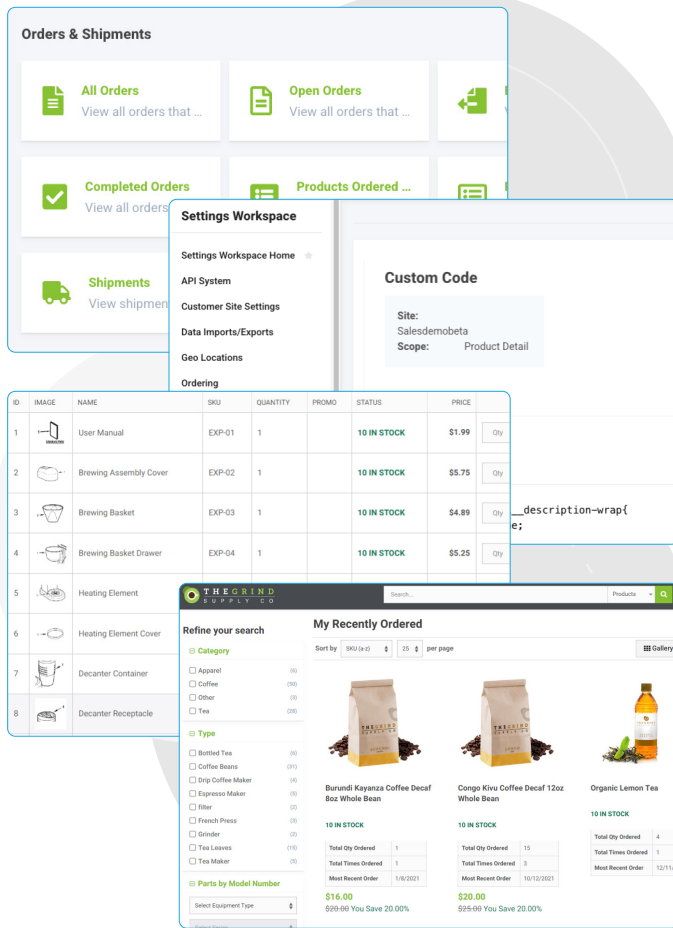 Orders & Shipments
All Orders
View all orders that ...
Open Orders
View all orders that ...
Completed Orders
View all orders
Products Ordered ...
Shipments
View shipmen
Settings Workspace
Settings Workspace Home
API System
Customer Site Settings
Data Imports/Exports
Geo Locations
Ordering
Custom Code
Site:
Salesdemobeta
Scope: Product Detail
__description-wrap{
e;
ID IMAGE NAME SKU QUANTITY PROMO STATUS PRICE
1 User Manual EXP-01 1 10 IN STOCK $1.99 Qty
2 Brewing Assembly Cover EXP-02 1 10 IN STOCK $5.75 Qty
3 Brewing Basket EXP-03 1 10 IN STOCK $4.89 Qty
4 Brewing Basket Drawer EXP-04 1 10 IN STOCK $5.25 Qty
5 Heating Element
6 Heating Element Cover
7 Decanter Container
8 Decanter Receptacle
THEGRIND
SUPPLY CO
Search...
Products
Refine your search
Category
Apparel (6)
Coffee (50)
Other (3)
Tea (28)
Type
Bottled Tea (6)
Coffee Beans (31)
Drip Coffee Maker (4)
Espresso Maker (5)
filter (2)
French Press (3)
Grinder (2)
Tea Leaves (15)
Tea Maker (5)
Parts by Model Number
Select Equipment Type
My Recently Ordered
Sort by SKU (a-z) 25 per page
Gallery
THEGRIND
SUPPLY CO
THEGRIND
SUPPLY CO
Burundi Kayanza Coffee Decaf
8oz Whole Bean
10 IN STOCK
Total Qty Ordered 1
Total Times Ordered 1
Most Recent Order 1/8/2021
$16.00
$20.00 You Save 20.00%
Congo Kivu Coffee Decaf 12oz
Whole Bean
10 IN STOCK
Total Qty Ordered 15
Total Times Ordered 3
Most Recent Order 10/12/2021
$20.00
$25.00 You Save 20.00%
Organic Lemon Tea
10 IN STOCK
Total Qty Ordered 4
Total Times Ordered 1
Most Recent Order 12/11/